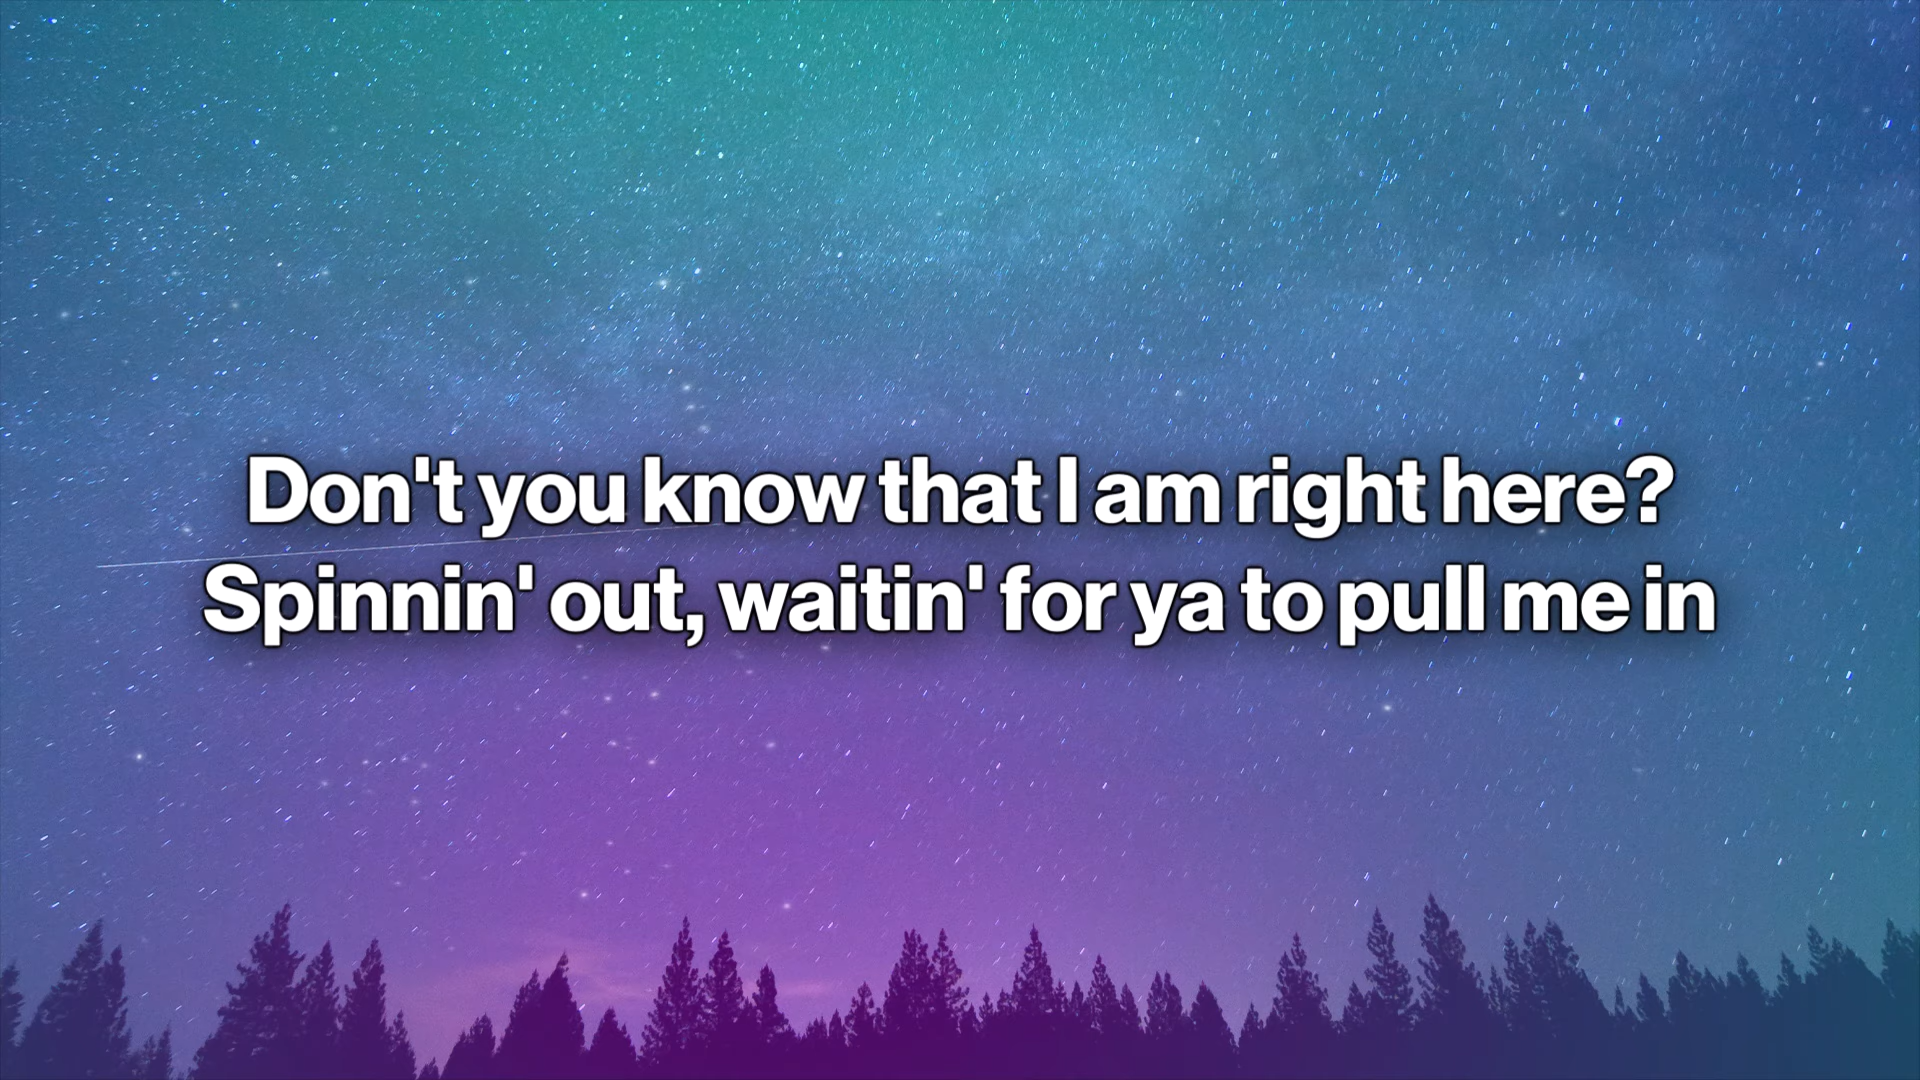 Don't you know that I am right here?
Spinnin' out, waitin' for ya to pull me in